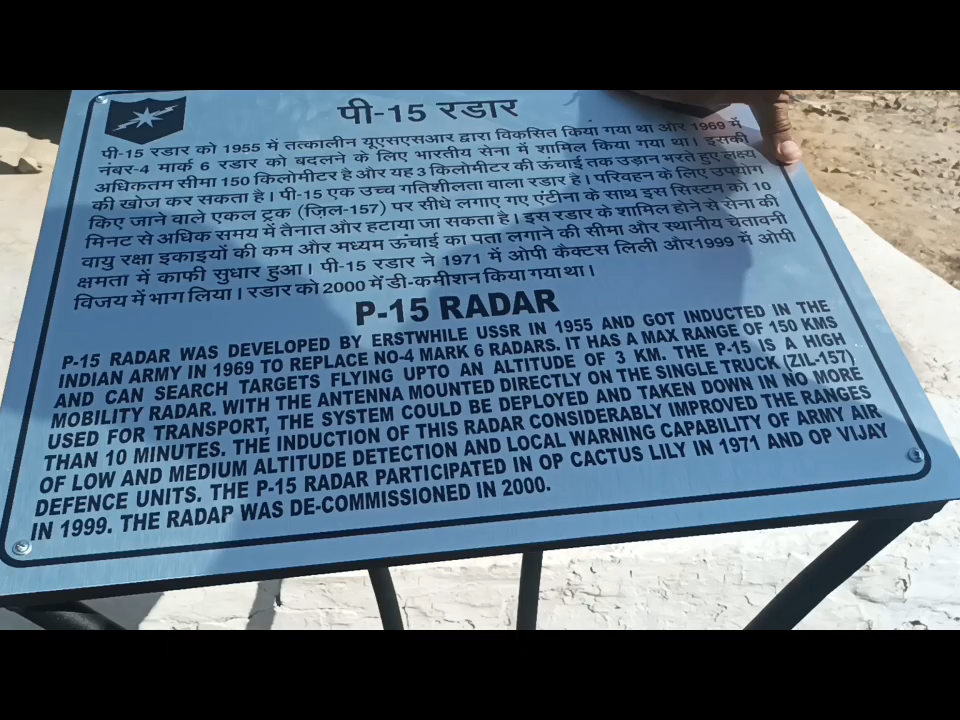 पी-15 रडार
पी-15 रडार को 1955 में तत्कालीन यूएसएसआर द्वारा विकसित किया गया था और 1969 में
नंबर-4 मार्क 6 रडार को बदलने के लिए भारतीय सेना में शामिल किया गया था। इसकी
अधिकतम सीमा 150 किलोमीटर है और यह 3 किलोमीटर की ऊंचाई तक उड़ान भरते हुए लक्ष्य
की खोज कर सकता है। पी-15 एक उच्च गतिशीलता वाला रडार है। परिवहन के लिए उपयोग
किए जाने वाले एकल ट्रक (ज़िल-157) पर सीधे लगाए गए एंटीना के साथ इस सिस्टम को 10
मिनट से अधिक समय में तैनात और हटाया जा सकता है। इस रडार के शामिल होने से सेना की
वायु रक्षा इकाइयों की कम और मध्यम ऊंचाई का पता लगाने की सीमा और स्थानीय चेतावनी
क्षमता में काफी सुधार हुआ। पी-15 रडार ने 1971 में ओपी कैक्टस लिली और1999 में ओपी
विजय में भाग लिया। रडार को 2000 में डी-कमीशन किया गया था।
P-15 RADAR
P-15 RADAR WAS DEVELOPED BY ERSTWHILE USSR IN 1955 AND GOT INDUCTED IN THE
INDIAN ARMY IN 1969 TO REPLACE NO-4 MARK 6 RADARS. IT HAS A MAX RANGE OF 150 KMS
AND CAN SEARCH TARGETS FLYING UPTO AN ALTITUDE OF 3 KM. THE P-15 IS A HIGH
MOBILITY RADAR. WITH THE ANTENNA MOUNTED DIRECTLY ON THE SINGLE TRUCK (ZIL-157)
USED FOR TRANSPORT, THE SYSTEM COULD BE DEPLOYED AND TAKEN DOWN IN NO MORE
THAN 10 MINUTES. THE INDUCTION OF THIS RADAR CONSIDERABLY IMPROVED THE RANGES
OF LOW AND MEDIUM ALTITUDE DETECTION AND LOCAL WARNING CAPABILITY OF ARMY AIR
DEFENCE UNITS. THE P-15 RADAR PARTICIPATED IN OP CACTUS LILY IN 1971 AND OP VIJAY
IN 1999. THE RADAP WAS DE-COMMISSIONED IN 2000.